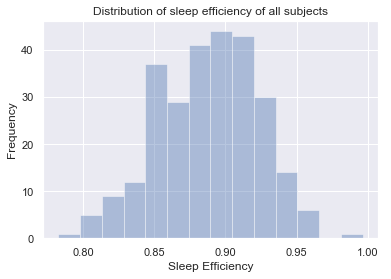 Distribution of sleep efficiency of all subjects
Frequency
40
30
20
10
0
0.80 0.85 0.90 0.95 1.00
Sleep Efficiency